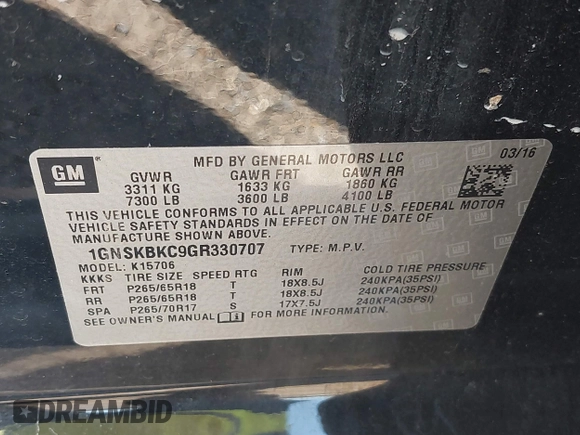 MFD BY GENERAL MOTORS LLC 03/16
GM
GVWR GAWR FRT GAWR RR
3311 KG 1633 KG 1860 KG
7300 LB 3600 LB 4100 LB
THIS VEHICLE CONFORMS TO ALL APPLICABLE U.S. FEDERAL MOTOR
VEHICLE SAFETY STANDARDS IN EFFECT ON THE DATE OF
MANUFACTURE SHOWN ABOVE.
1GNSKBKC9GR330707 TYPE: M.P.V.
MODEL: K15706
KKKS TIRE SIZE SPEED RTG RIM COLD TIRE PRESSURE
FRT P265/65R18 T 18X8.5J 240KPA(35PSI)
RR P265/65R18 T 18X8.5J 240KPA(35PSI)
SPA P265/70R17 S 17X7.5J 240KPA(35PSI)
SEE OWNER'S MANUAL FOR MORE INFORMATION.
DREAMBID